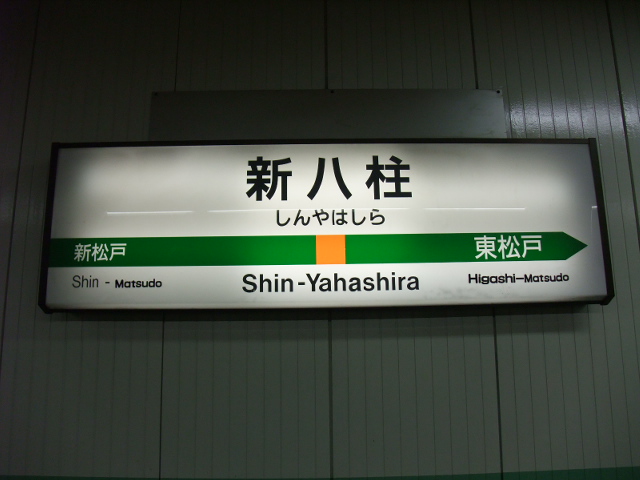 新八柱
しんやはしら
新松戸 東松戸
Shin - Matsudo Shin-Yahashira Higashi-Matsudo